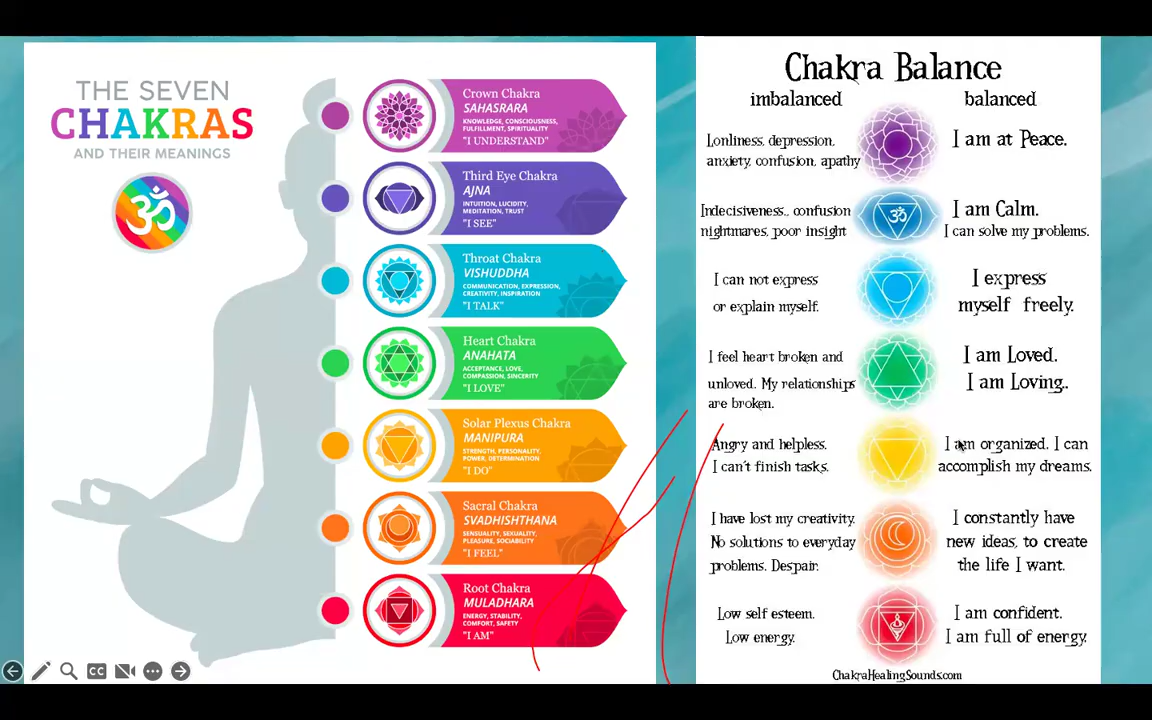 THE SEVEN
CHAKRAS
AND THEIR MEANINGS
ॐ
Crown Chakra
SAHASRARA
KNOWLEDGE, CONSCIOUSNESS,
FULFILLMENT, SPIRITUALITY
"I UNDERSTAND"
Third Eye Chakra
AJNA
INTUITION, LUCIDITY,
MEDITATION, TRUST
"I SEE"
Throat Chakra
VISHUDDHA
COMMUNICATION, EXPRESSION,
CREATIVITY, INSPIRATION
"I TALK"
Heart Chakra
ANAHATA
ACCEPTANCE, LOVE,
COMPASSION, SINCERITY
"I LOVE"
Solar Plexus Chakra
MANIPURA
STRENGTH, PERSONALITY,
POWER, DETERMINATION
"I DO"
Sacral Chakra
SVADHISHTHANA
SENSUALITY, SEXUALITY,
PLEASURE, SOCIABILITY
"I FEEL"
Root Chakra
MULADHARA
ENERGY, STABILITY,
COMFORT, SAFETY
"I AM"
CC
Chakra Balance
imbalanced
balanced
Lonliness, depression,
anxiety, confusion, apathy
I am at Peace.
Indecisiveness,, confusion
nightmares, poor insight
ॐ
I am Calm.
I can solve my problems.
I can not express
or explain myself.
I express
myself freely.
I feel heart broken and
unloved. My relationships
are broken.
I am Loved.
I am Loving..
Angry and helpless.
I can't finish tasks.
I am organized. I can
accomplish my dreams.
I have lost my creativity.
No solutions to everyday
problems. Despair.
I constantly have
new ideas, to create
the life I want.
Low self esteem.
Low energy.
I am confident.
I am full of energy.
ChakraHealingSounds.com